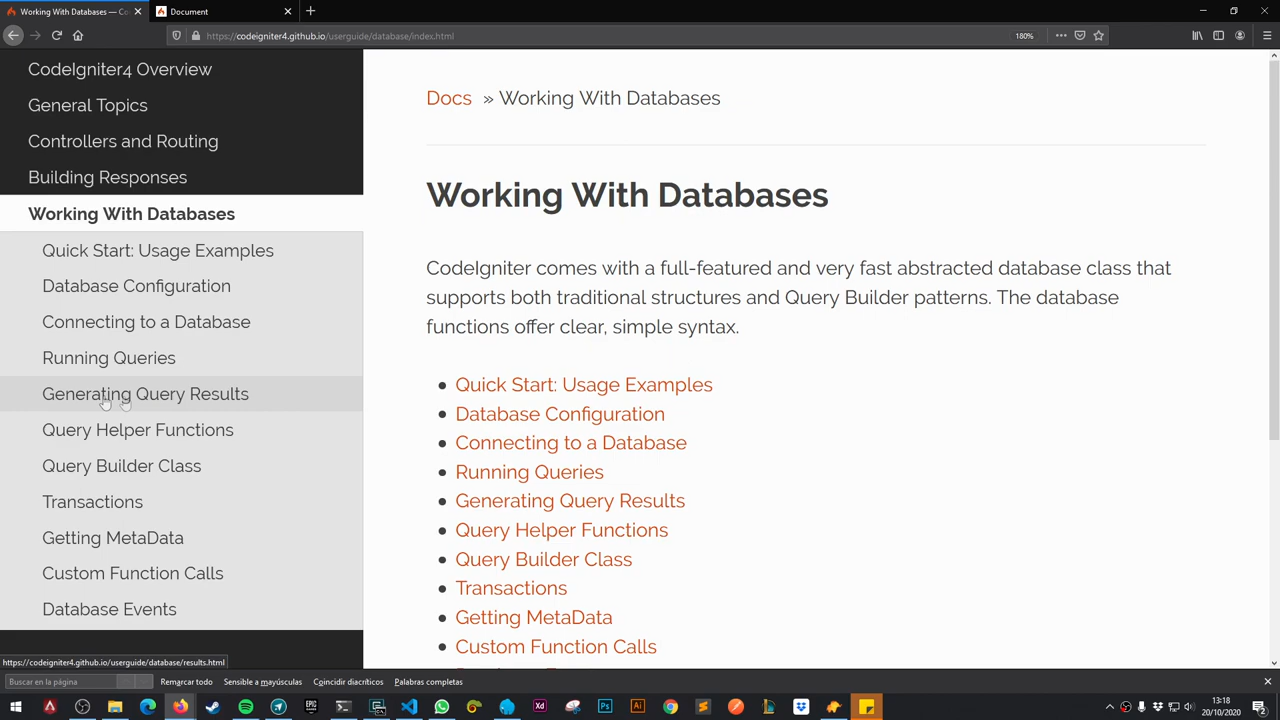 Working With Databases — Co
Document
https://codeigniter4.github.io/userguide/database/index.html
180%
CodeIgniter4 Overview
General Topics
Controllers and Routing
Building Responses
Working With Databases
Quick Start: Usage Examples
Database Configuration
Connecting to a Database
Running Queries
Generating Query Results
Query Helper Functions
Query Builder Class
Transactions
Getting MetaData
Custom Function Calls
Database Events
Docs » Working With Databases
Working With Databases
CodeIgniter comes with a full-featured and very fast abstracted database class that
supports both traditional structures and Query Builder patterns. The database
functions offer clear, simple syntax.
Quick Start: Usage Examples
Database Configuration
Connecting to a Database
Running Queries
Generating Query Results
Query Helper Functions
Query Builder Class
Transactions
Getting MetaData
Custom Function Calls
https://codeigniter4.github.io/userguide/database/results.html
Buscar en la página
Remarcar todo
Sensible a mayúsculas
Coincidir diacríticos
Palabras completas
EPIC
Xd
Ps
Ai
13:18
20/10/2020